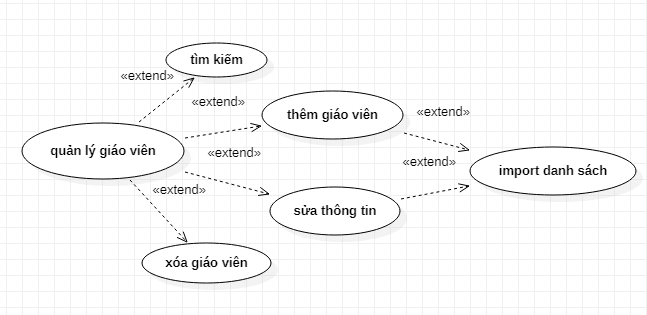 tìm kiếm
«extend»
«extend»
thêm giáo viên
«extend»
quản lý giáo viên
«extend»
«extend»
import danh sách
«extend»
sửa thông tin
xóa giáo viên